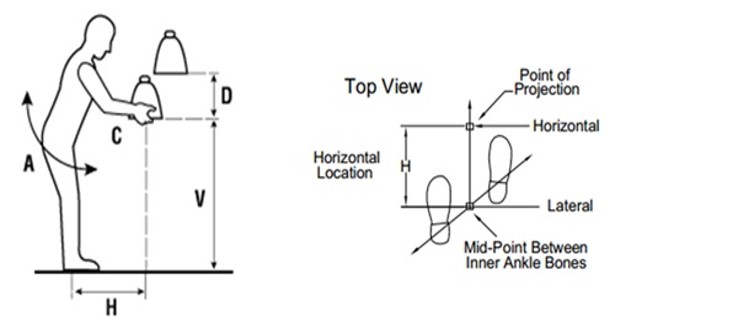 D
C
A
V
H
Top View
Point of
Projection
Horizontal
Horizontal
Location
H
Lateral
Mid-Point Between
Inner Ankle Bones